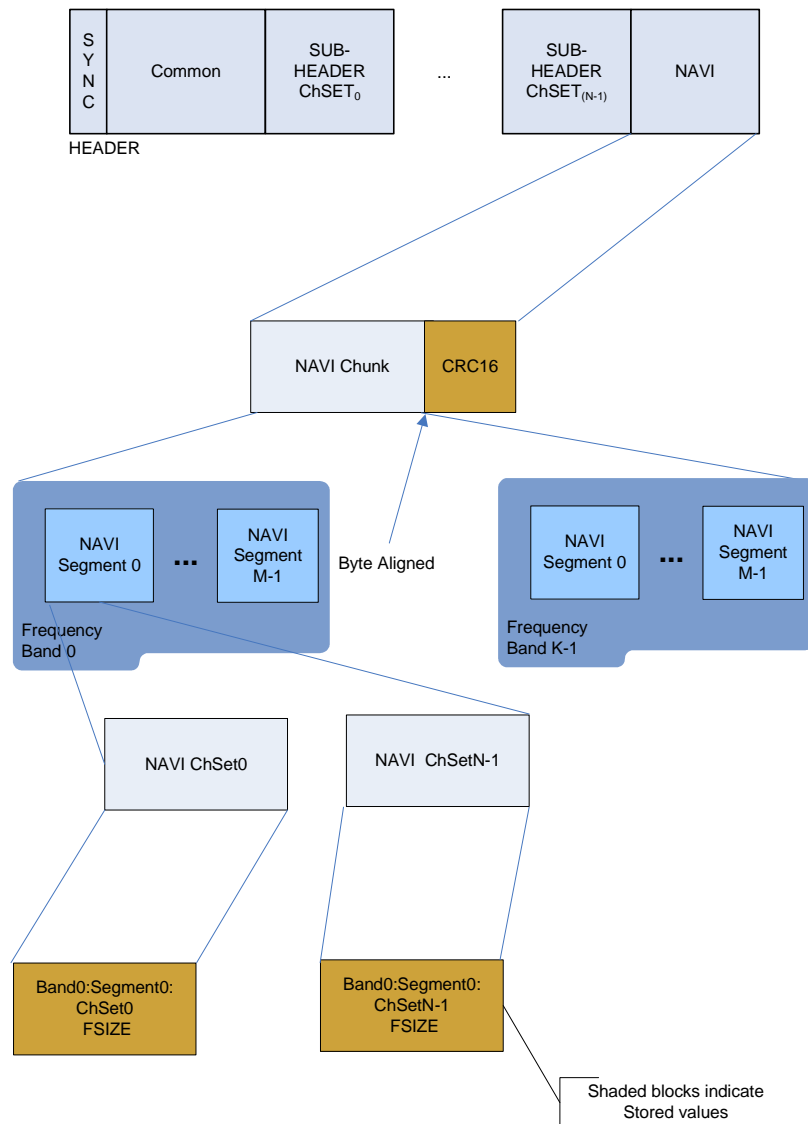 S
Y
N
C
Common
SUB-
HEADER
ChSET0
...
SUB-
HEADER
ChSET(N-1)
NAVI
HEADER
NAVI Chunk
CRC16
NAVI
Segment 0
...
NAVI
Segment
M-1
Frequency
Band 0
Byte Aligned
NAVI
Segment 0
...
NAVI
Segment
M-1
Frequency
Band K-1
NAVI ChSet0
NAVI ChSetN-1
Band0:Segment0:
ChSet0
FSIZE
Band0:Segment0:
ChSetN-1
FSIZE
Shaded blocks indicate
Stored values